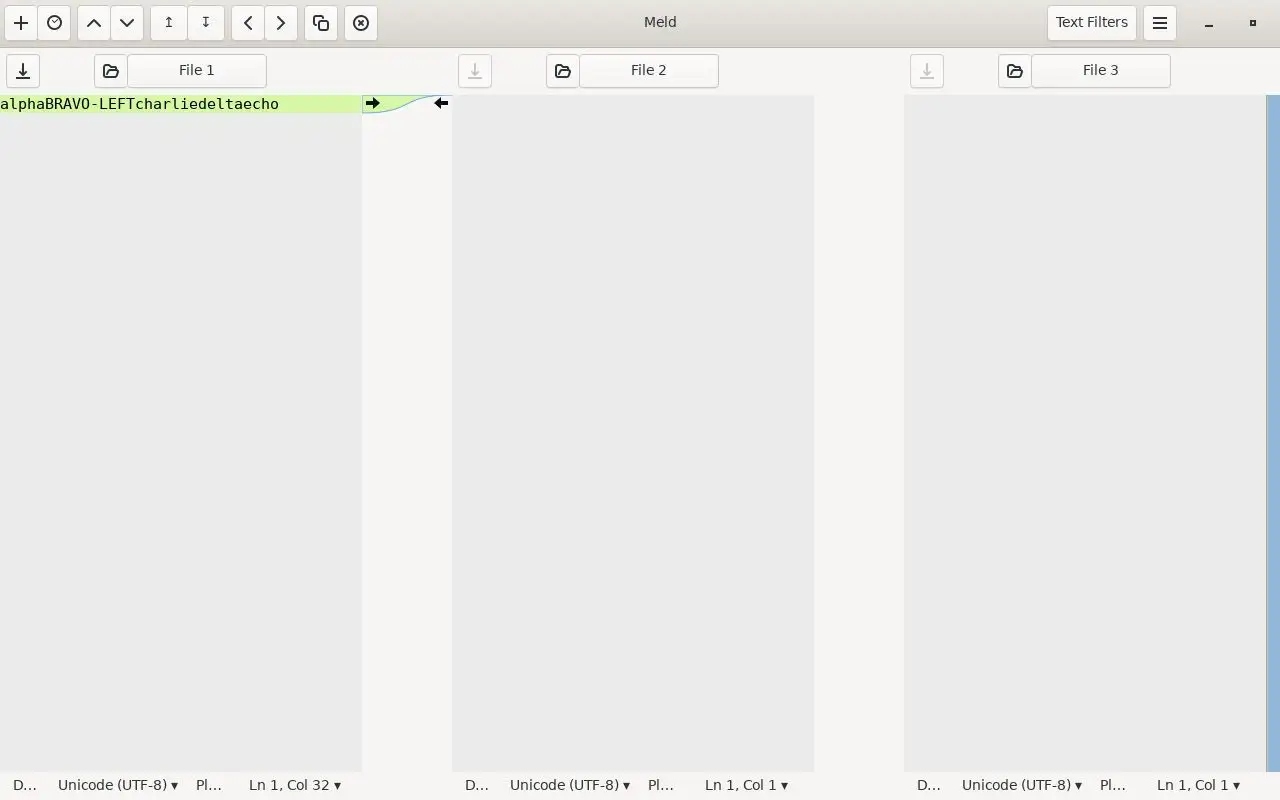 Meld
Text Filters
File 1
File 2
File 3
alphaBRAVO-LEFTcharliedeltaecho
D... Unicode (UTF-8) ▾ Pl... Ln 1, Col 32 ▾
D... Unicode (UTF-8) ▾ Pl... Ln 1, Col 1 ▾
D... Unicode (UTF-8) ▾ Pl... Ln 1, Col 1 ▾